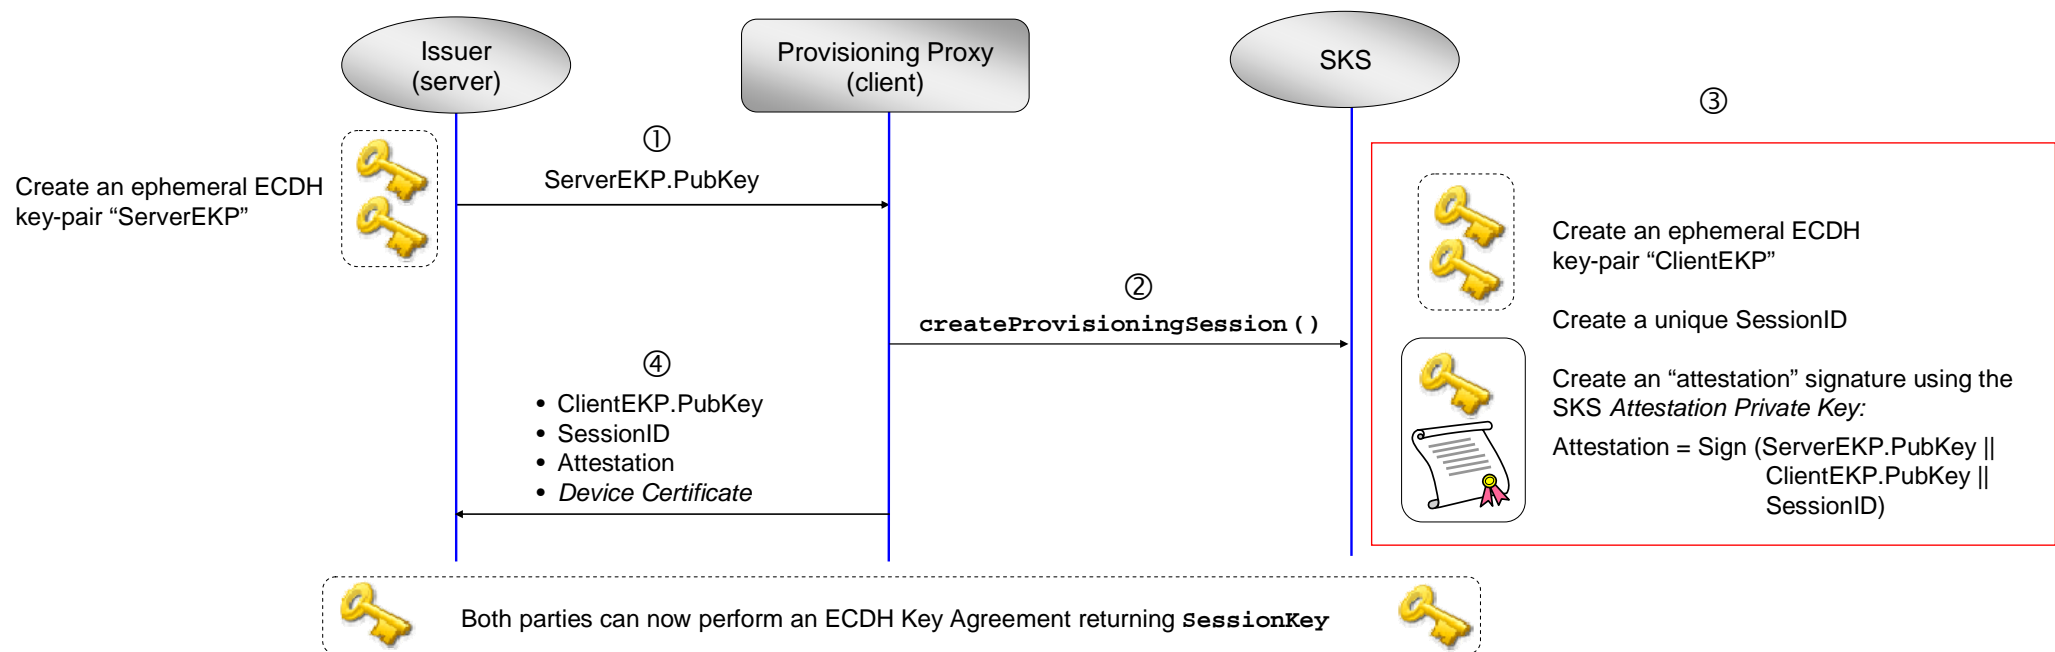 Issuer
(server)
Provisioning Proxy
(client)
SKS
③
①
ServerEKP.PubKey
Create an ephemeral ECDH
key-pair “ServerEKP”
Create an ephemeral ECDH
key-pair “ClientEKP”
②
createProvisioningSession()
Create a unique SessionID
④
• ClientEKP.PubKey
• SessionID
• Attestation
• Device Certificate
Create an “attestation” signature using the
SKS Attestation Private Key:
Attestation = Sign (ServerEKP.PubKey ||
ClientEKP.PubKey ||
SessionID)
Both parties can now perform an ECDH Key Agreement returning SessionKey